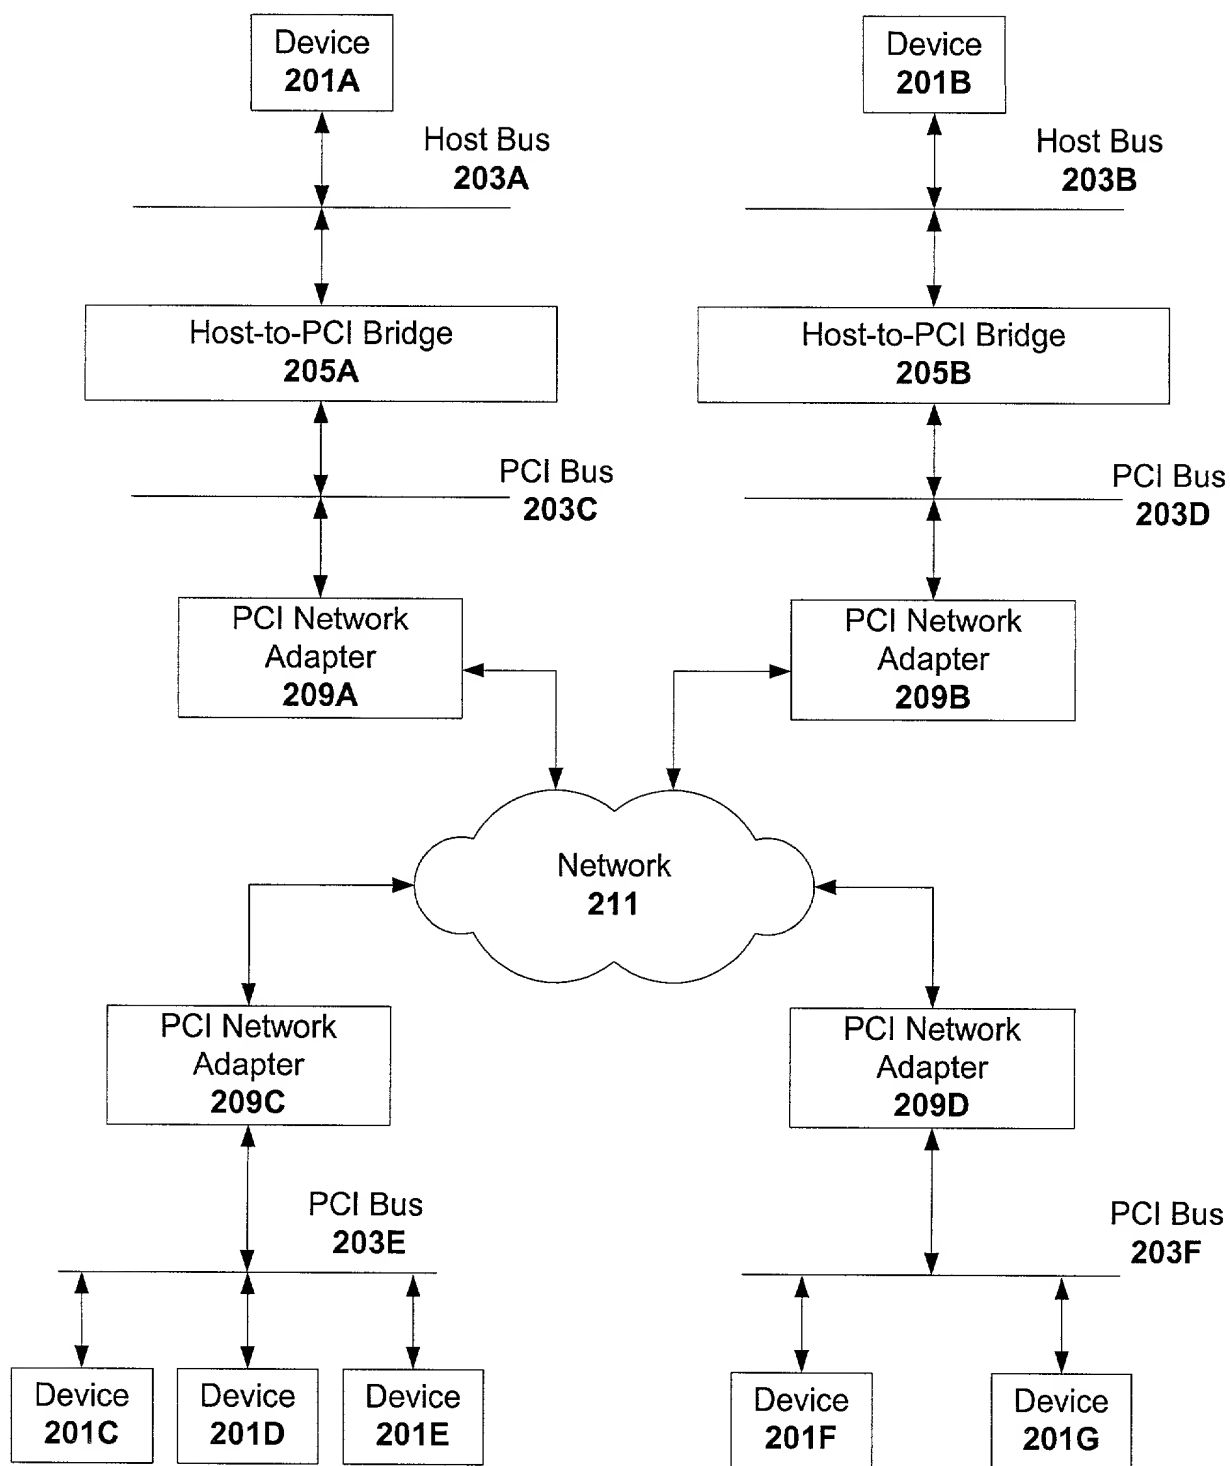 Device
201A
Device
201B
Host Bus
203A
Host Bus
203B
Host-to-PCI Bridge
205A
Host-to-PCI Bridge
205B
PCI Bus
203C
PCI Bus
203D
PCI Network
Adapter
209A
PCI Network
Adapter
209B
Network
211
PCI Network
Adapter
209C
PCI Network
Adapter
209D
PCI Bus
203E
PCI Bus
203F
Device
201C
Device
201D
Device
201E
Device
201F
Device
201G